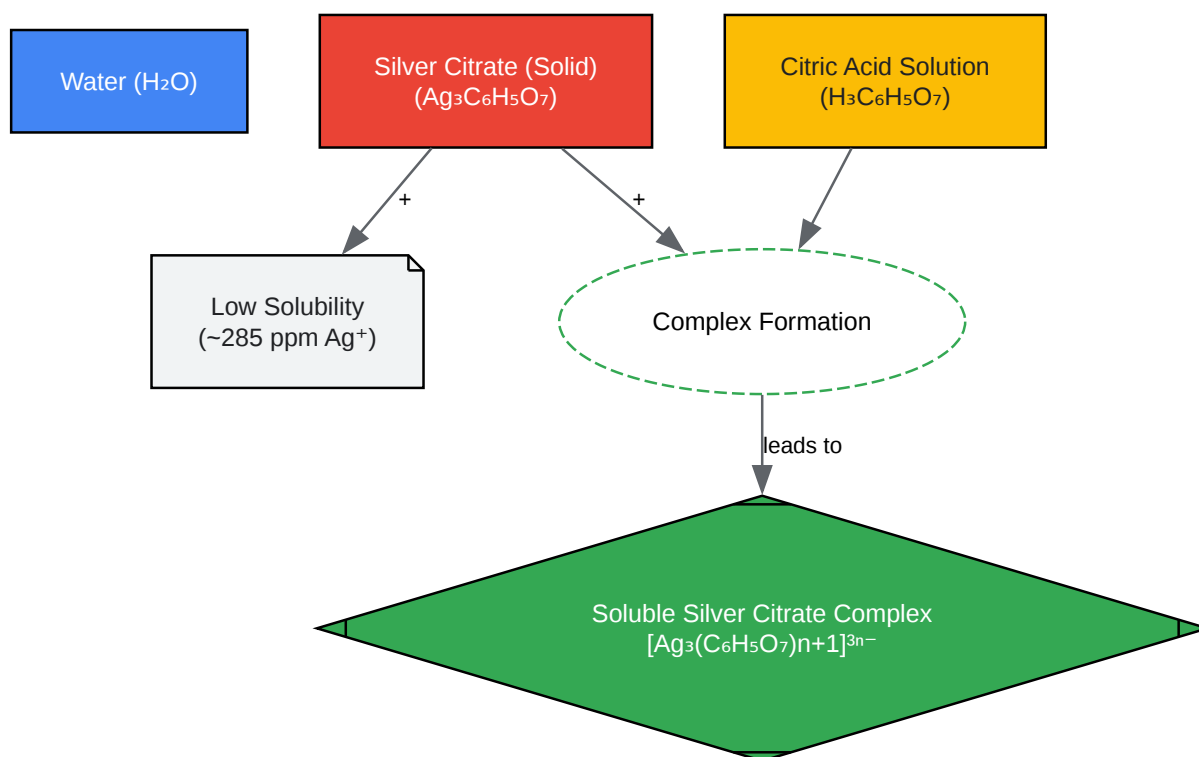 Water (H₂O)
Silver Citrate (Solid)
(Ag₃C₆H₅O₇)
Citric Acid Solution
(H₃C₆H₅O₇)
+
+
Low Solubility
(~285 ppm Ag⁺)
Complex Formation
leads to
Soluble Silver Citrate Complex
[Ag₃(C₆H₅O₇)n+1]³ⁿ⁻